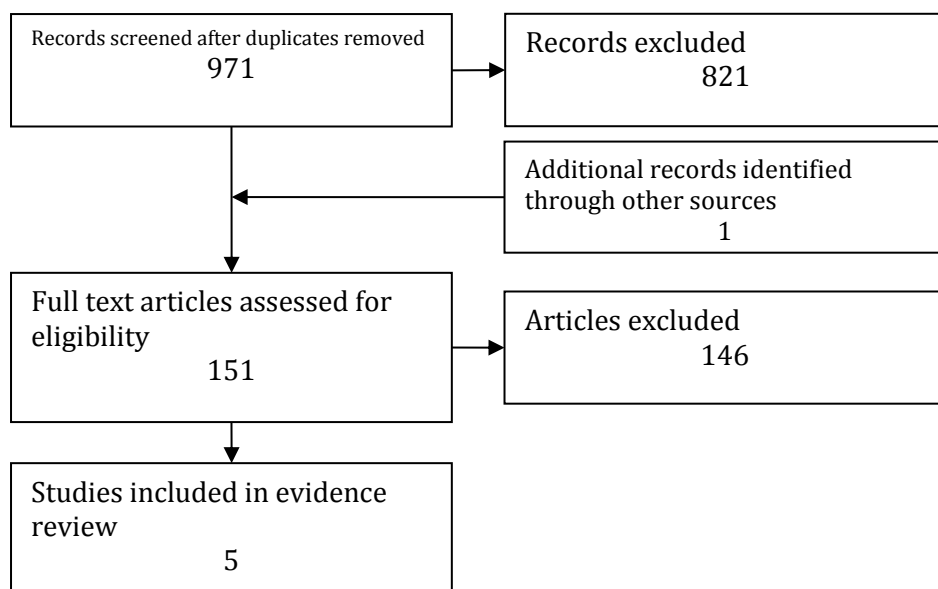 Records screened after duplicates removed
971
Records excluded
821
Additional records identified
through other sources
1
Full text articles assessed for
eligibility
151
Articles excluded
146
Studies included in evidence
review
5